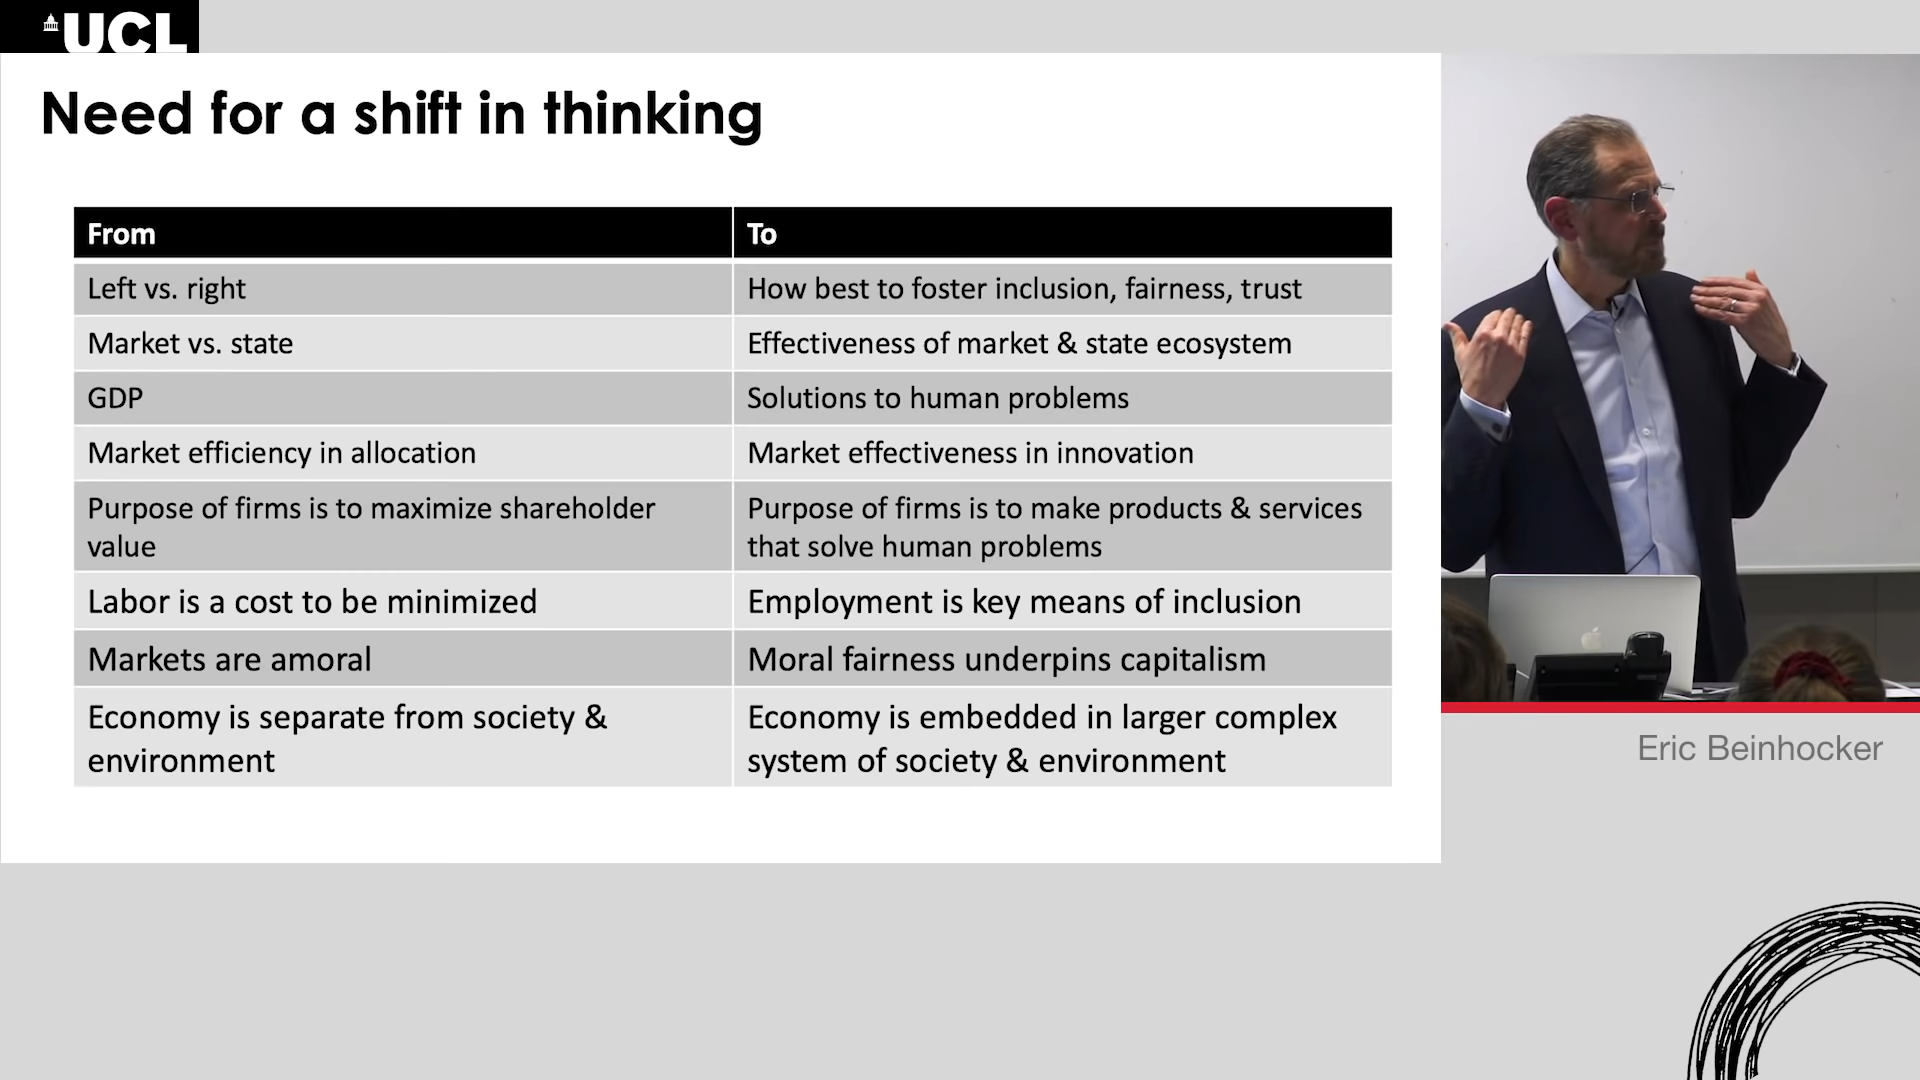 UCL
Need for a shift in thinking
From
To
Left vs. right
How best to foster inclusion, fairness, trust
Market vs. state
Effectiveness of market & state ecosystem
GDP
Solutions to human problems
Market efficiency in allocation
Market effectiveness in innovation
Purpose of firms is to maximize shareholder
value
Purpose of firms is to make products & services
that solve human problems
Labor is a cost to be minimized
Employment is key means of inclusion
Markets are amoral
Moral fairness underpins capitalism
Economy is separate from society &
environment
Economy is embedded in larger complex
system of society & environment
Eric Beinhocker